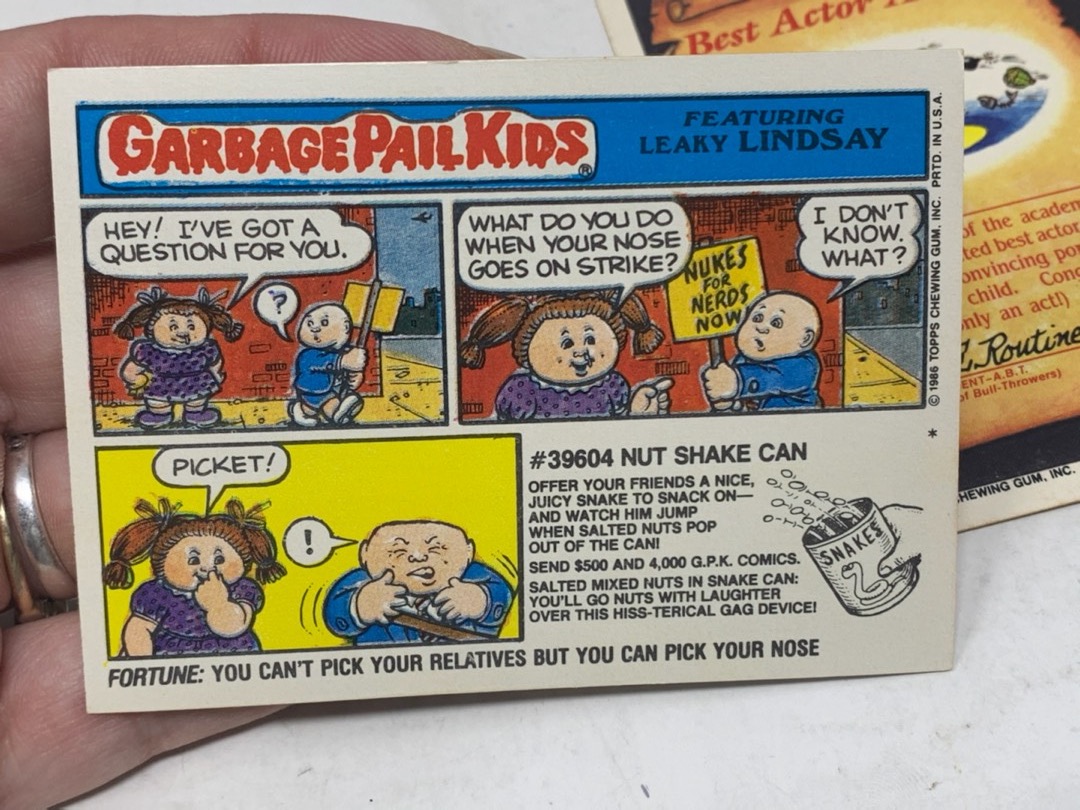 GARBAGE PAIL KIDS®
FEATURING
LEAKY LINDSAY
HEY! I'VE GOT A
QUESTION FOR YOU.
?
WHAT DO YOU DO
WHEN YOUR NOSE
GOES ON STRIKE?
NUKES
FOR
NERDS
NOW
I DON'T
KNOW.
WHAT?
PICKET!
!
#39604 NUT SHAKE CAN
OFFER YOUR FRIENDS A NICE,
JUICY SNAKE TO SNACK ON—
AND WATCH HIM JUMP
WHEN SALTED NUTS POP
OUT OF THE CAN!
SEND $500 AND 4,000 G.P.K. COMICS.
SALTED MIXED NUTS IN SNAKE CAN:
YOU'LL GO NUTS WITH LAUGHTER
OVER THIS HISS-TERICAL GAG DEVICE!
SNAKES
FORTUNE: YOU CAN'T PICK YOUR RELATIVES BUT YOU CAN PICK YOUR NOSE
© 1986 TOPPS CHEWING GUM, INC. PRTD. IN U.S.A.
*
Best Actor
of the academ
ted best actor
onvincing por
child. Conc
nly an act!)
Routine
ENT-A.B.T.
of Bull-Throwers)
HEWING GUM, INC.